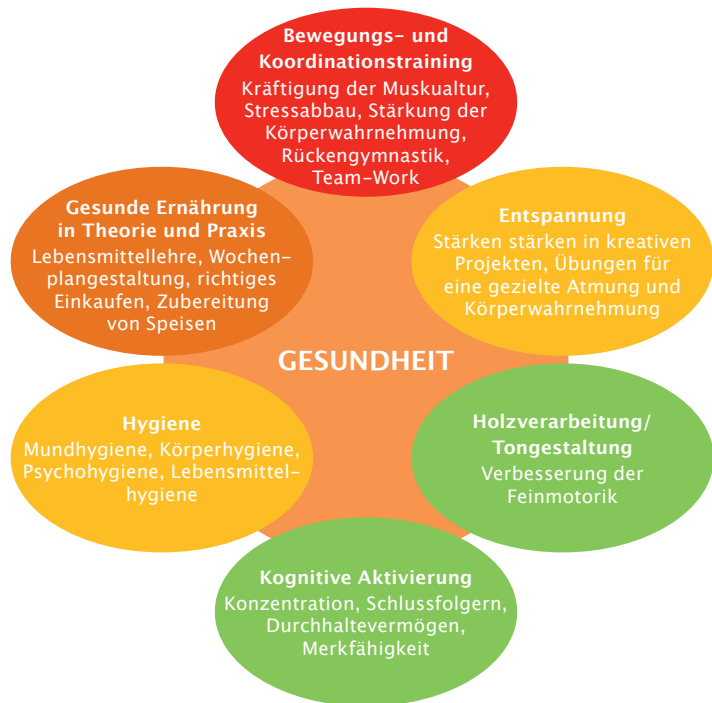 Bewegungs- und
Koordinationstraining
Kräftigung der Muskualtur,
Stressabbau, Stärkung der
Körperwahrnehmung,
Rückengymnastik,
Team-Work
Gesunde Ernährung
in Theorie und Praxis
Lebensmittellehre, Wochen-
plangestaltung, richtiges
Einkaufen, Zubereitung
von Speisen
Entspannung
Stärken stärken in kreativen
Projekten, Übungen für
eine gezielte Atmung und
Körperwahrnehmung
GESUNDHEIT
Hygiene
Mundhygiene, Körperhygiene,
Psychohygiene, Lebensmittel-
hygiene
Holzverarbeitung/
Tongestaltung
Verbesserung der
Feinmotorik
Kognitive Aktivierung
Konzentration, Schlussfolgern,
Durchhaltevermögen,
Merkfähigkeit